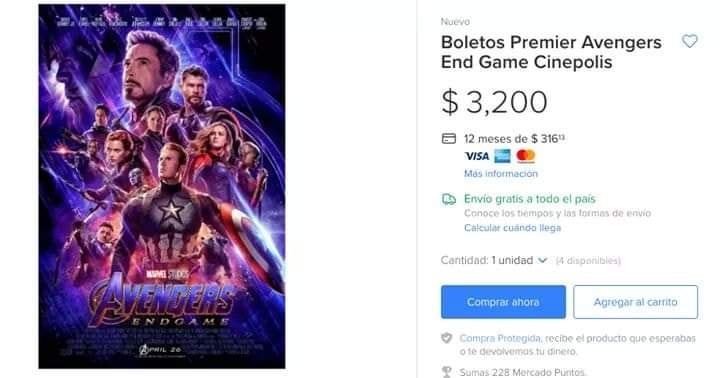 MARVEL STUDIOS
AVENGERS
ENDGAME
APRIL 26
Nuevo
Boletos Premier Avengers
End Game Cinepolis
$ 3,200
12 meses de $ 316¹³
VISA
Más información
Envío gratis a todo el país
Conoce los tiempos y las formas de envío
Calcular cuándo llega
Cantidad: 1 unidad (4 disponibles)
Comprar ahora
Agregar al carrito
Compra Protegida, recibe el producto que esperabas
o te devolvemos tu dinero.
Sumas 228 Mercado Puntos.